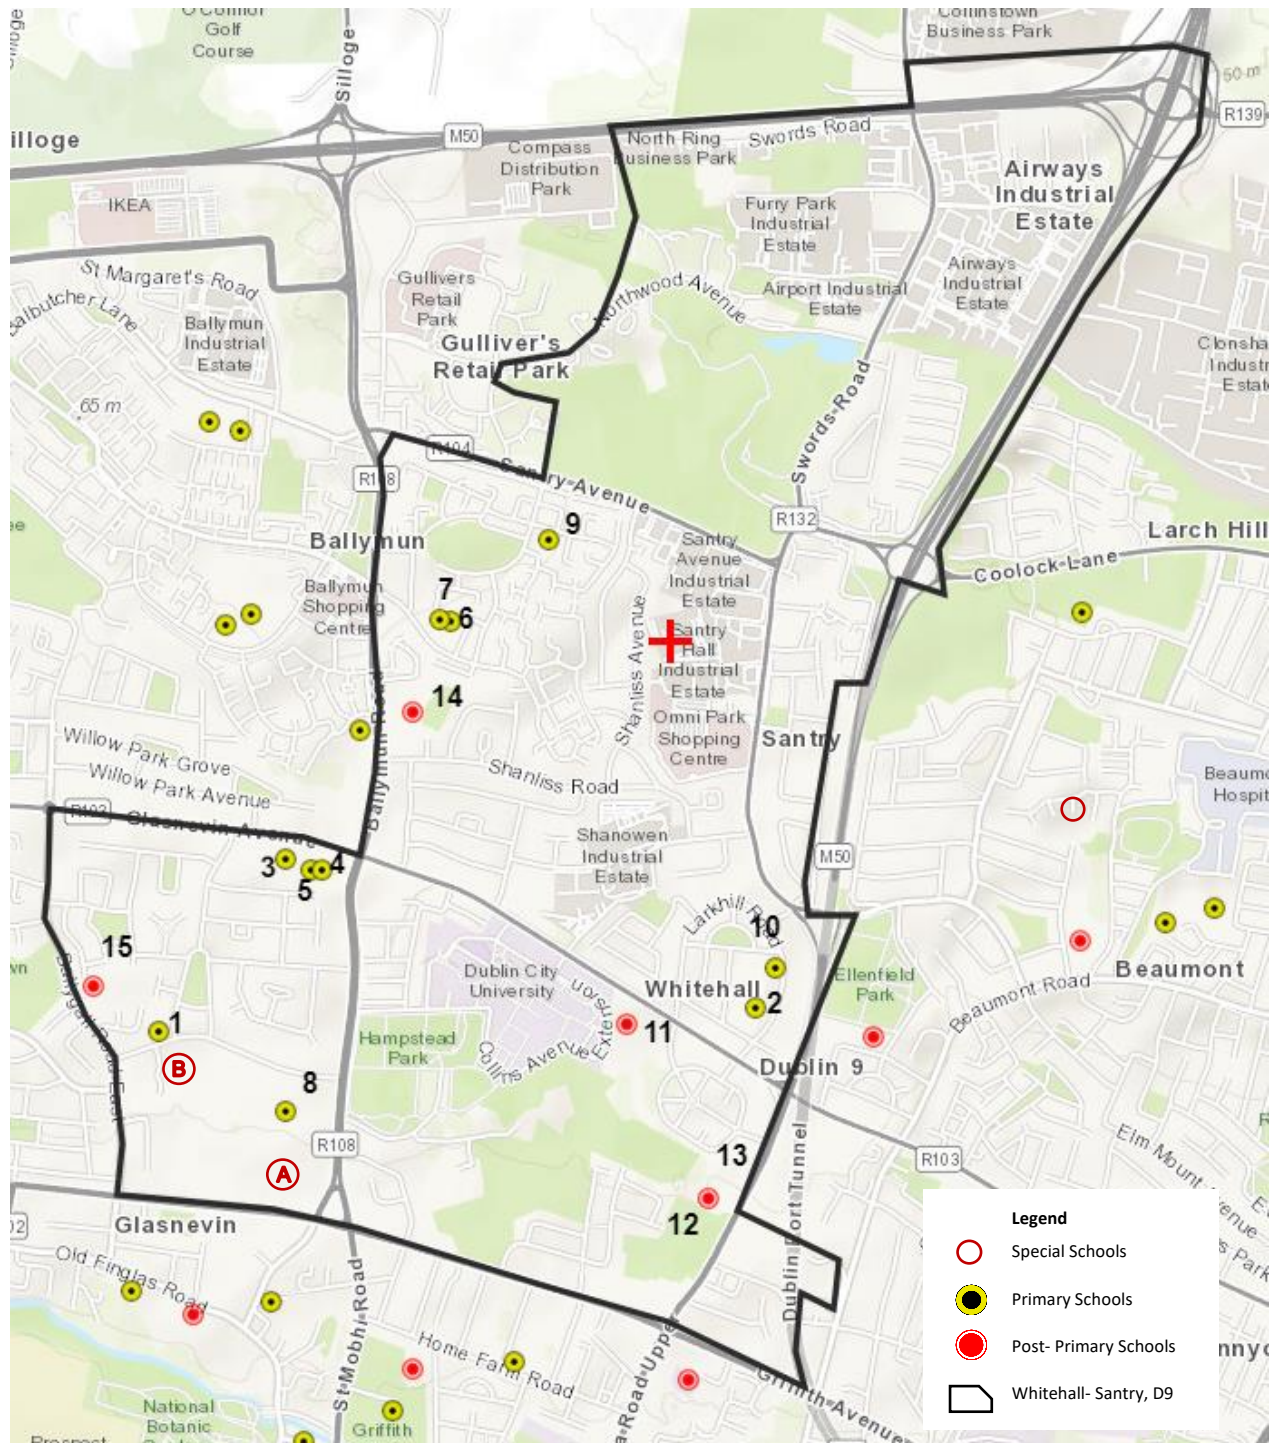 O'Connor
Golf
Course
Silloge
Collinstown
Business Park
50 m
R139
M50
Compass
Distribution
Park
North Ring
Business Park
Swords Road
Airways
Industrial
Estate
IKEA
Furry Park
Industrial
Estate
St Margaret's Road
Gullivers
Retail
Park
Northwood Avenue
Airport Industrial
Estate
Airways
Industrial
Estate
Ballymun
Industrial
Estate
Gulliver's
Retail Park
65 m
Swords-Road
R104
R108
Santry-Avenue
R132
Larch Hill
Coolock-Lane
9
Ballymun
Ballymun
Shopping
Centre
7
6
Santry
Avenue
Industrial
Estate
Shanliss Avenue
Santry
Hall
Industrial
Estate
14
Omni Park
Shopping
Centre
Santry
Ballymun Road
Willow Park Grove
Willow Park Avenue
Shanliss Road
R103
Glasnevin Avenue
Shanowen
Industrial
Estate
M50
3
4
5
Larkhill Road
10
15
Dublin City
University
Whitehall
Ellenfield
Park
Beaumont
Beaumont Road
2
1
11
Hampstead
Park
Collins Avenue Extension
B
Dublin 9
8
R108
R103
Elm Mount Avenue
13
A
12
Dublin Port Tunnel
Glasnevin
Old Finglas Road
St Mobhi Road
Home Farm Road
Griffith-Avenue
National
Botanic
Griffith
Legend
Special Schools
Primary Schools
Post- Primary Schools
Whitehall- Santry, D9